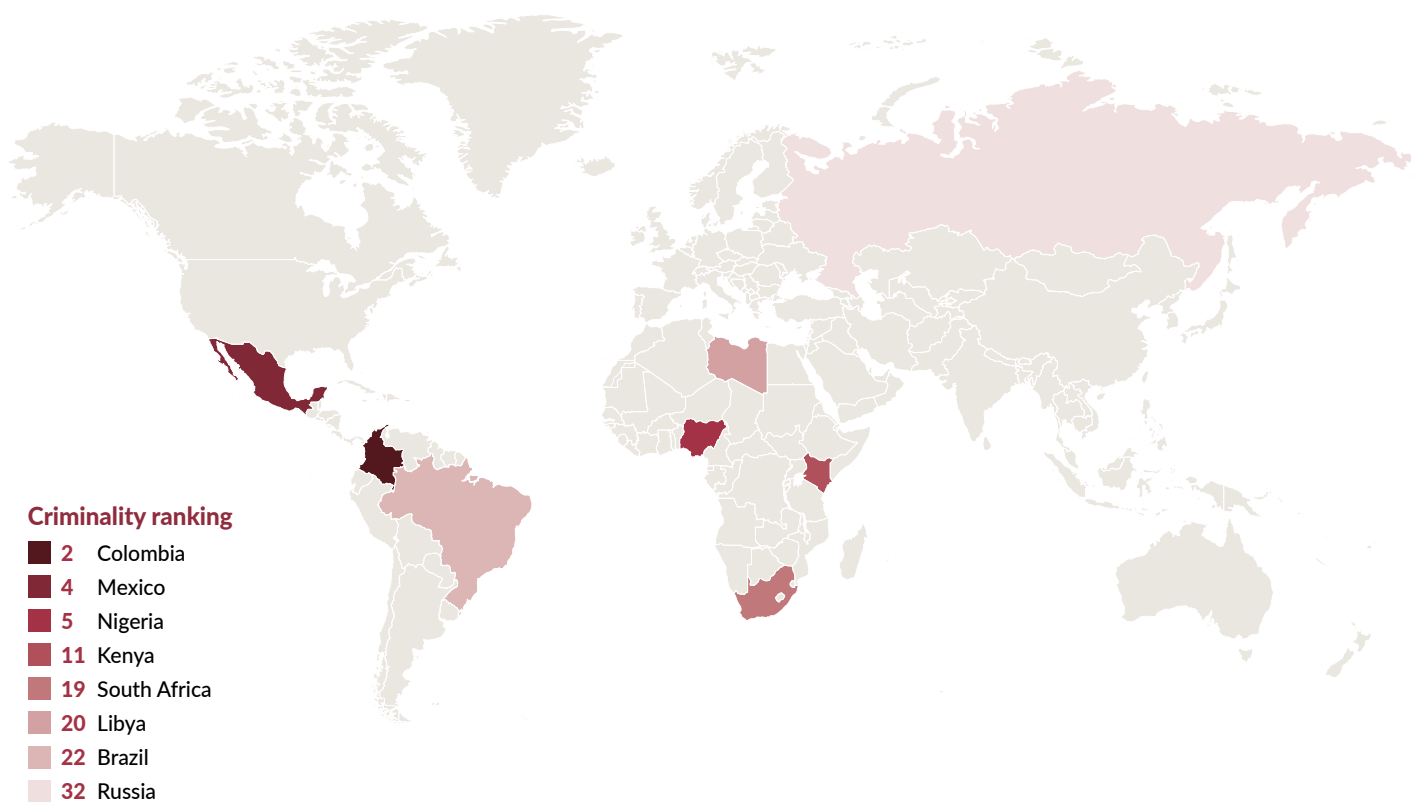 Criminality ranking
2 Colombia
4 Mexico
5 Nigeria
11 Kenya
19 South Africa
20 Libya
22 Brazil
32 Russia